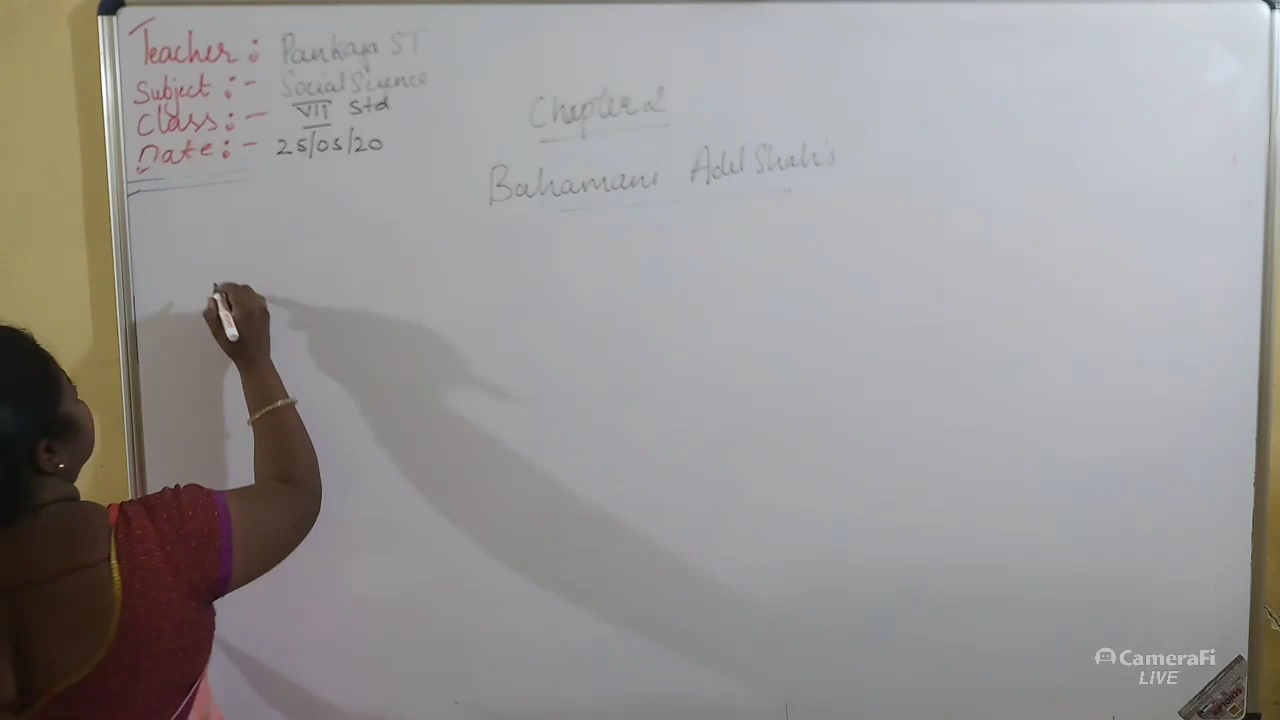 Teacher : Pankaja ST
Subject :- Social Science
Class :- VII Std
Date :- 25/05/20
Chapter 2
Bahamani Adil Shah's
CameraFi
LIVE